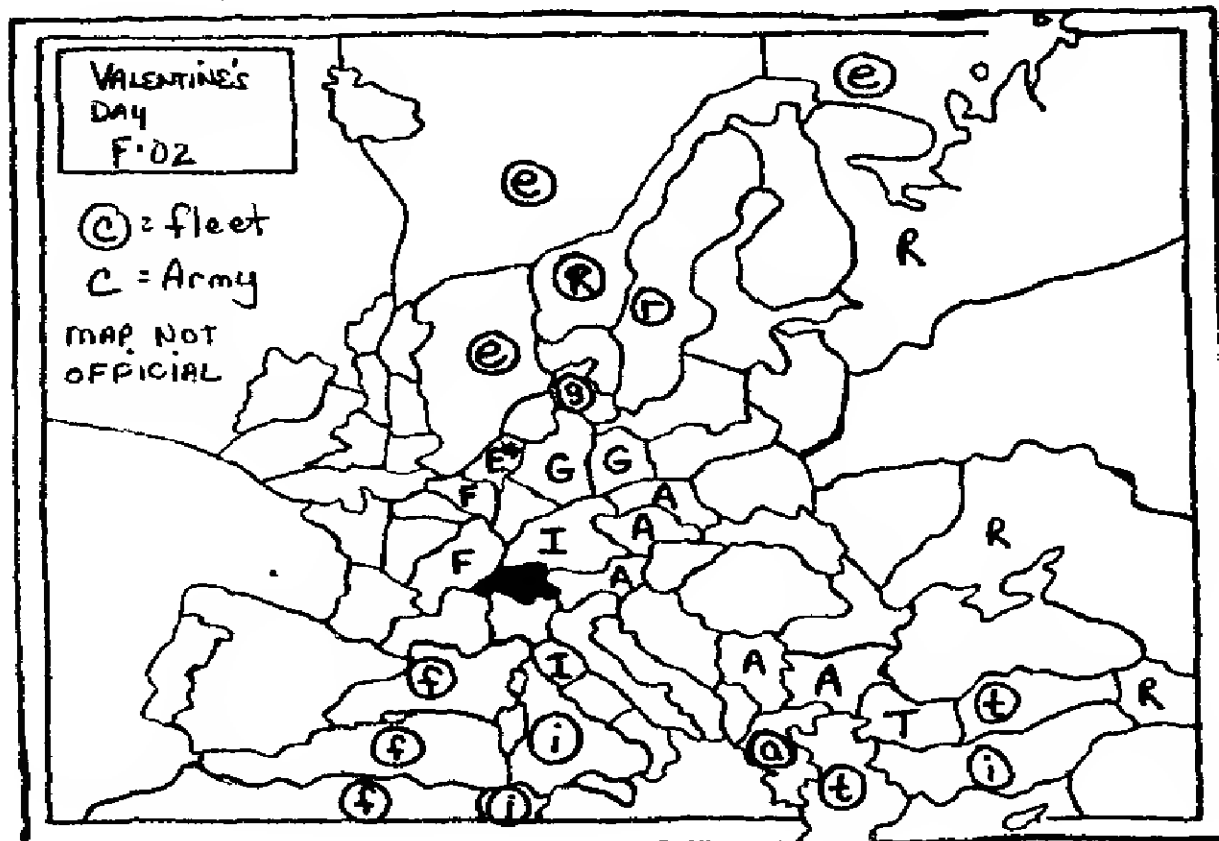 VALENTINE'S
DAY
F·02
ⓒ = fleet
C = Army
MAP NOT
OFFICIAL
e
e
R
R
r
e
g
E*
G
G
F
A
I
A
R
F
A
I
A
A
R
f
T
t
f
i
a
i
t
f
i